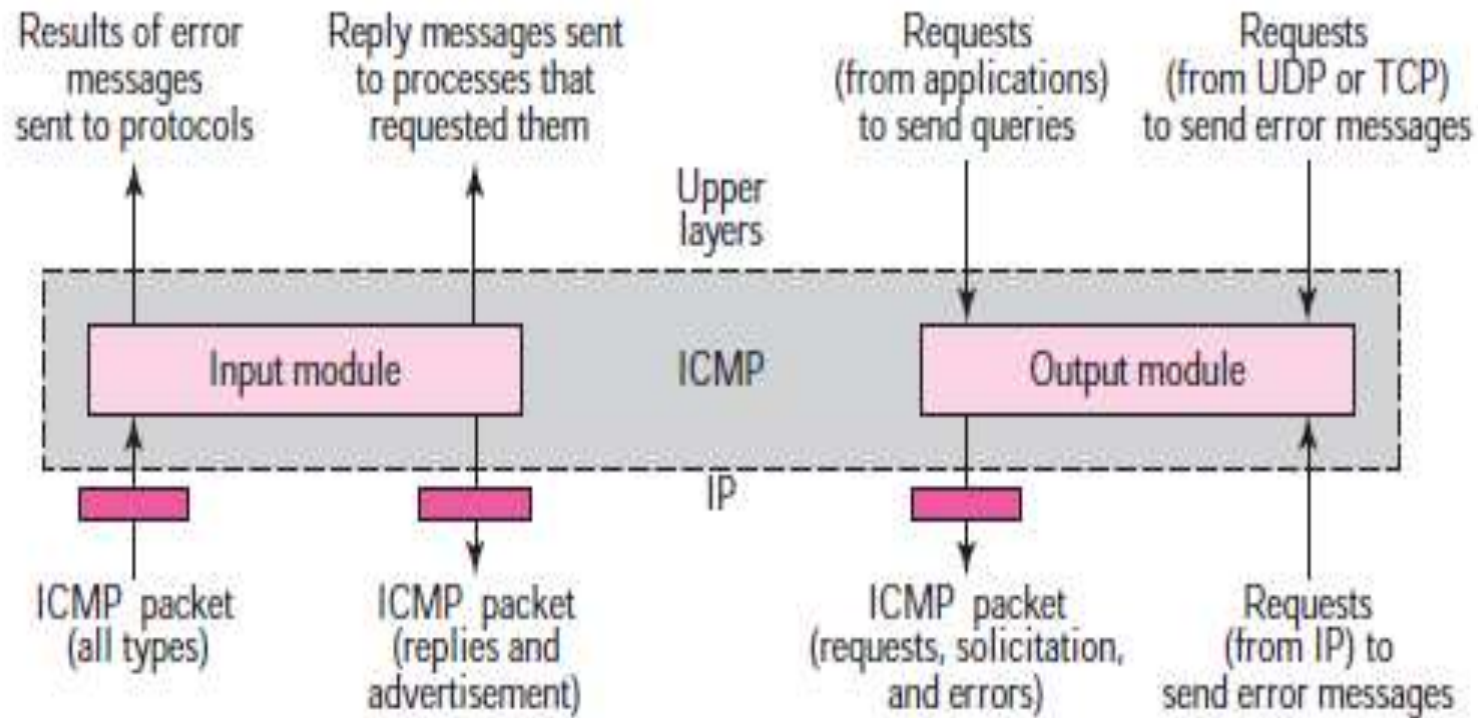 Results of error
messages
sent to protocols
Reply messages sent
to processes that
requested them
Requests
(from applications)
to send queries
Requests
(from UDP or TCP)
to send error messages
Upper
layers
Input module
ICMP
Output module
IP
ICMP packet
(all types)
ICMP packet
(replies and
advertisement)
ICMP packet
(requests, solicitation,
and errors)
Requests
(from IP) to
send error messages